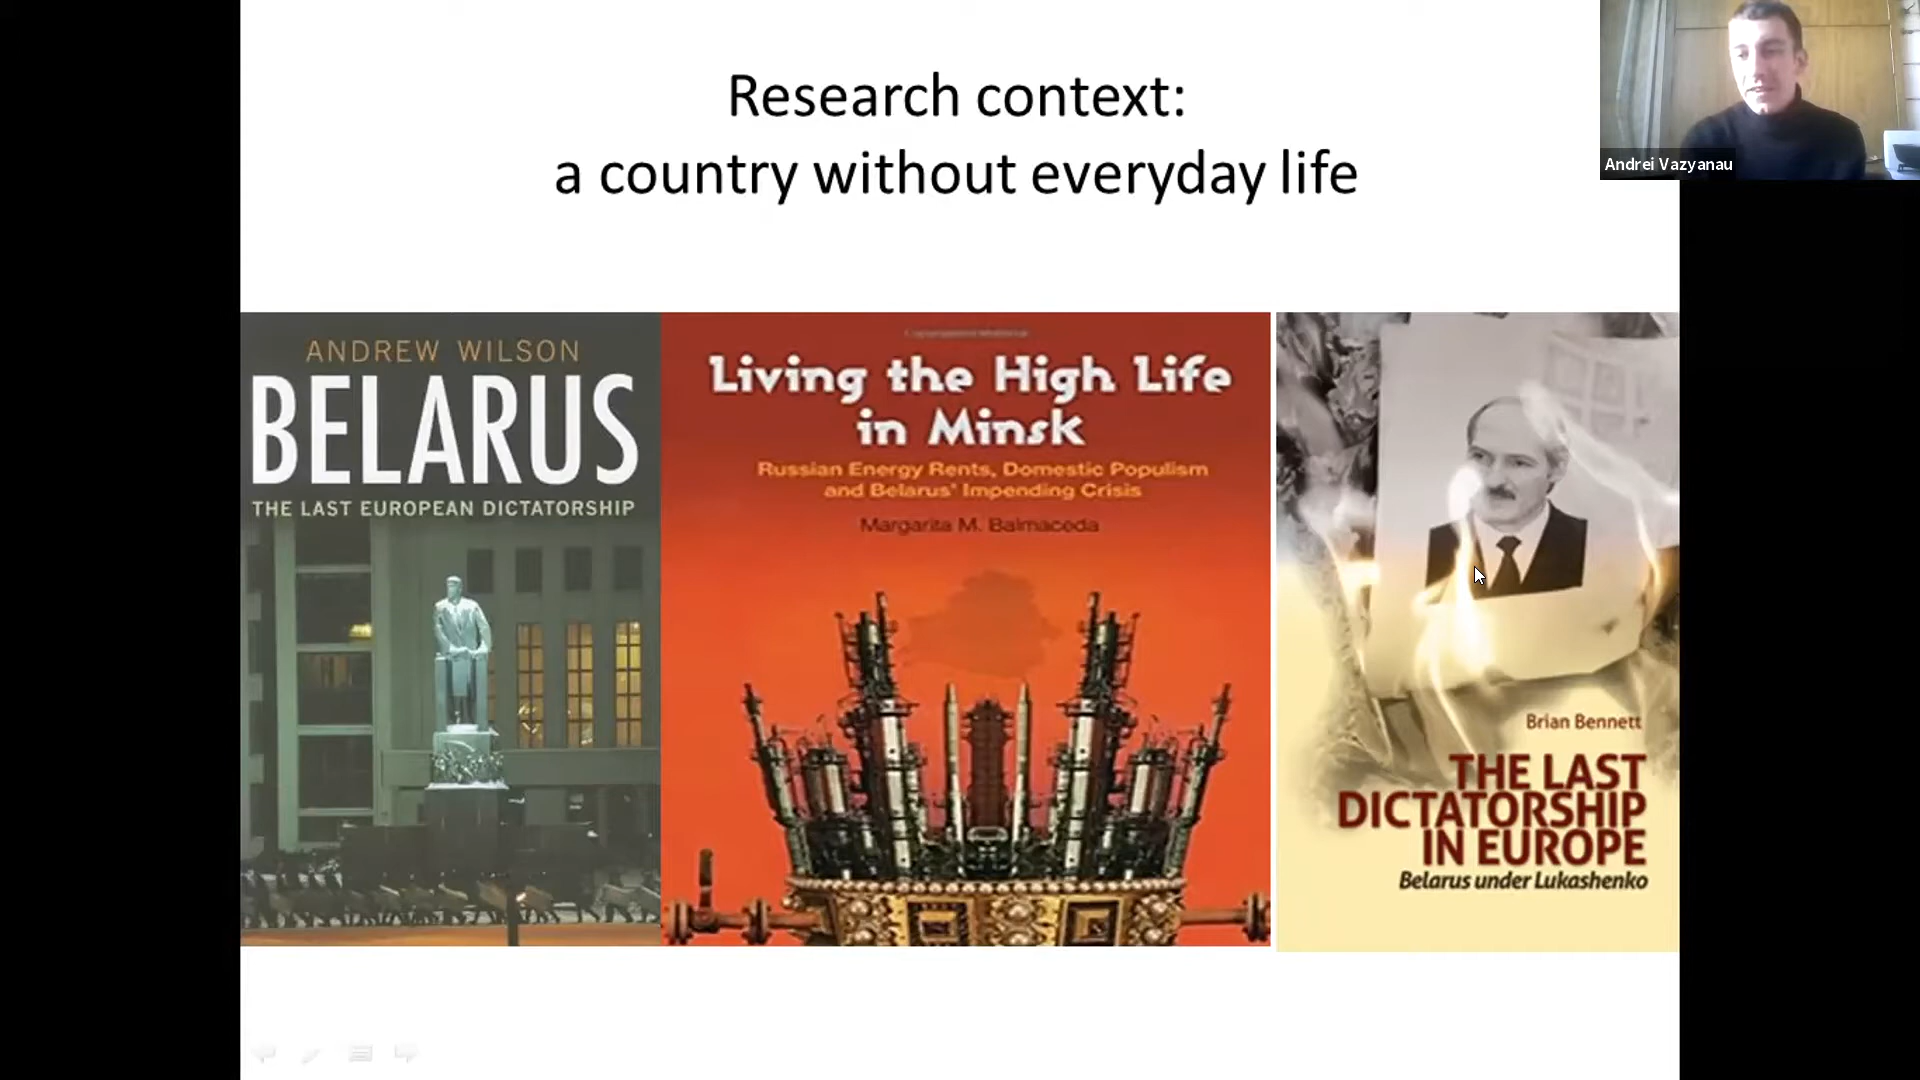 Research context:
a country without everyday life
Andrei Vazyanau
ANDREW WILSON
BELARUS
THE LAST EUROPEAN DICTATORSHIP
Living the High Life
in Minsk
Russian Energy Rents, Domestic Populism
and Belarus' Impending Crisis
Margarita M. Balmaceda
Brian Bennett
THE LAST
DICTATORSHIP
IN EUROPE
Belarus under Lukashenko